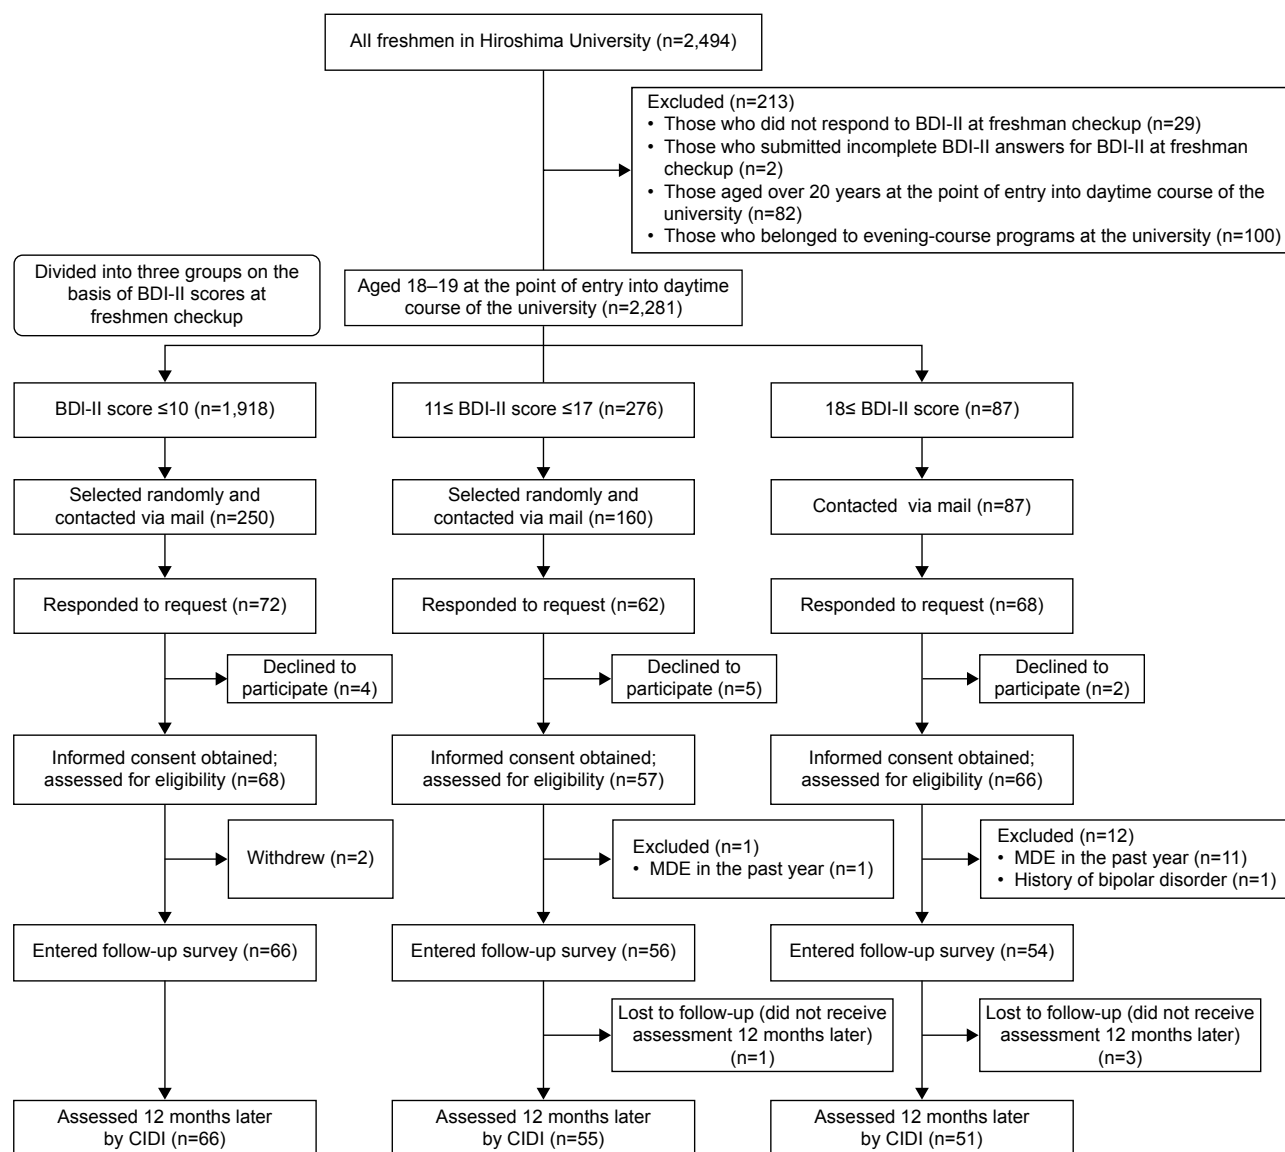 All freshmen in Hiroshima University (n=2,494)
Excluded (n=213)
• Those who did not respond to BDI-II at freshman checkup (n=29)
• Those who submitted incomplete BDI-II answers for BDI-II at freshman
checkup (n=2)
• Those aged over 20 years at the point of entry into daytime course of the
university (n=82)
• Those who belonged to evening-course programs at the university (n=100)
Divided into three groups on the
basis of BDI-II scores at
freshmen checkup
Aged 18–19 at the point of entry into daytime
course of the university (n=2,281)
BDI-II score ≤10 (n=1,918)
11≤ BDI-II score ≤17 (n=276)
18≤ BDI-II score (n=87)
Selected randomly and
contacted via mail (n=250)
Selected randomly and
contacted via mail (n=160)
Contacted via mail (n=87)
Responded to request (n=72)
Responded to request (n=62)
Responded to request (n=68)
Declined to
participate (n=4)
Declined to
participate (n=5)
Declined to
participate (n=2)
Informed consent obtained;
assessed for eligibility (n=68)
Informed consent obtained;
assessed for eligibility (n=57)
Informed consent obtained;
assessed for eligibility (n=66)
Withdrew (n=2)
Excluded (n=1)
• MDE in the past year (n=1)
Excluded (n=12)
• MDE in the past year (n=11)
• History of bipolar disorder (n=1)
Entered follow-up survey (n=66)
Entered follow-up survey (n=56)
Entered follow-up survey (n=54)
Lost to follow-up (did not receive
assessment 12 months later)
(n=1)
Lost to follow-up (did not receive
assessment 12 months later)
(n=3)
Assessed 12 months later
by CIDI (n=66)
Assessed 12 months later
by CIDI (n=55)
Assessed 12 months later
by CIDI (n=51)